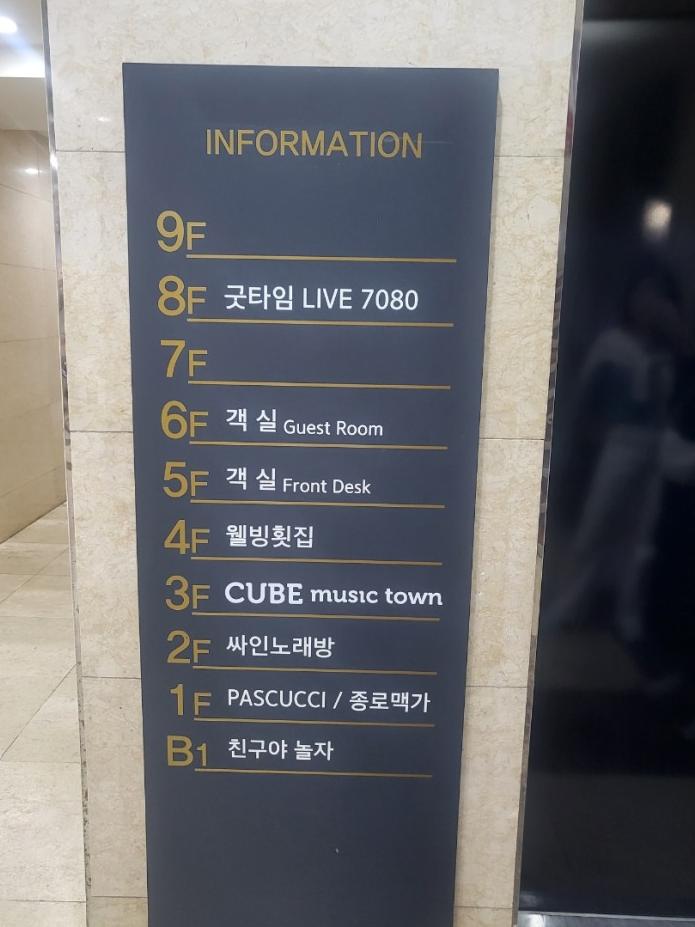 INFORMATION
9F
8F 굿타임 LIVE 7080
7F
6F 객 실 Guest Room
5F 객 실 Front Desk
4F 웰빙횟집
3F CUBE music town
2F 싸인노래방
1F PASCUCCI / 종로맥가
B1 친구야 놀자